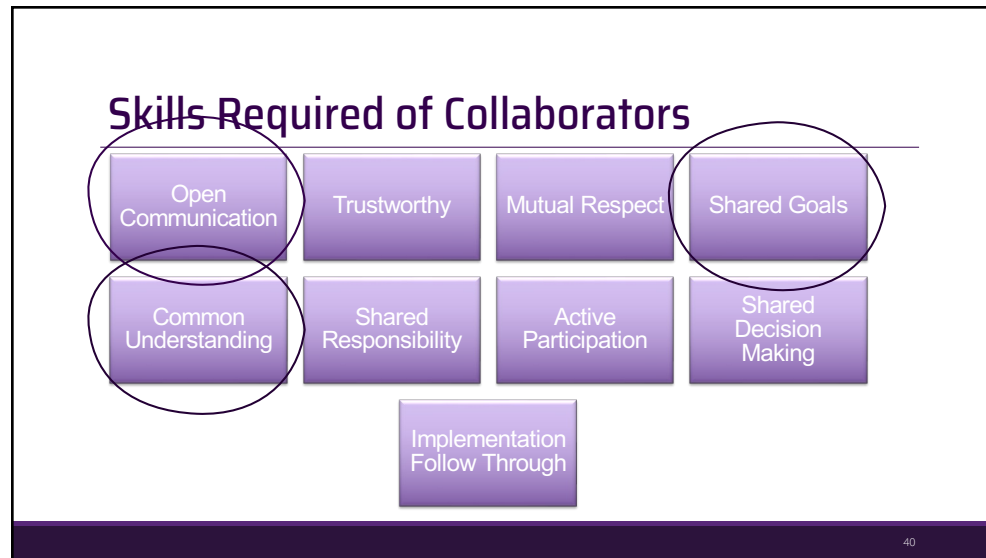 Skills Required of Collaborators
Open
Communication
Trustworthy
Mutual Respect
Shared Goals
Common
Understanding
Shared
Responsibility
Active
Participation
Shared
Decision
Making
Implementation
Follow Through
40